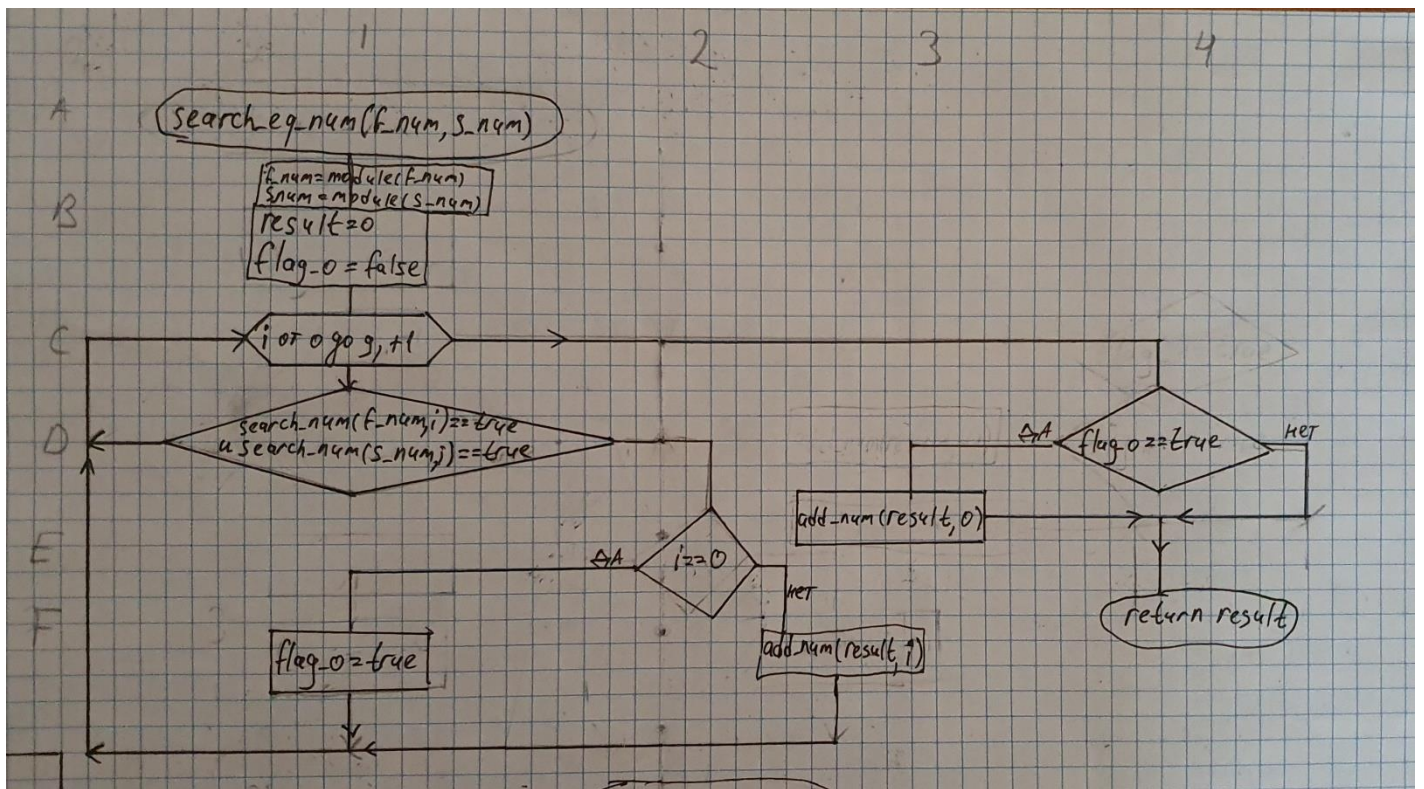 1 2 3 4
A
search_eq_num(f_num, s_num)
f_num=module(f_num)
s_num=module(s_num)
B
result=0
flag_0=false
C
i от 0 до 9, +1
D
search_num(f_num,i)==true
и search_num(s_num,i)==true
ДА
flag_0==true
нет
add_num(result,0)
E
ДА
i==0
нет
F
return result
flag_0=true
add_num(result,i)